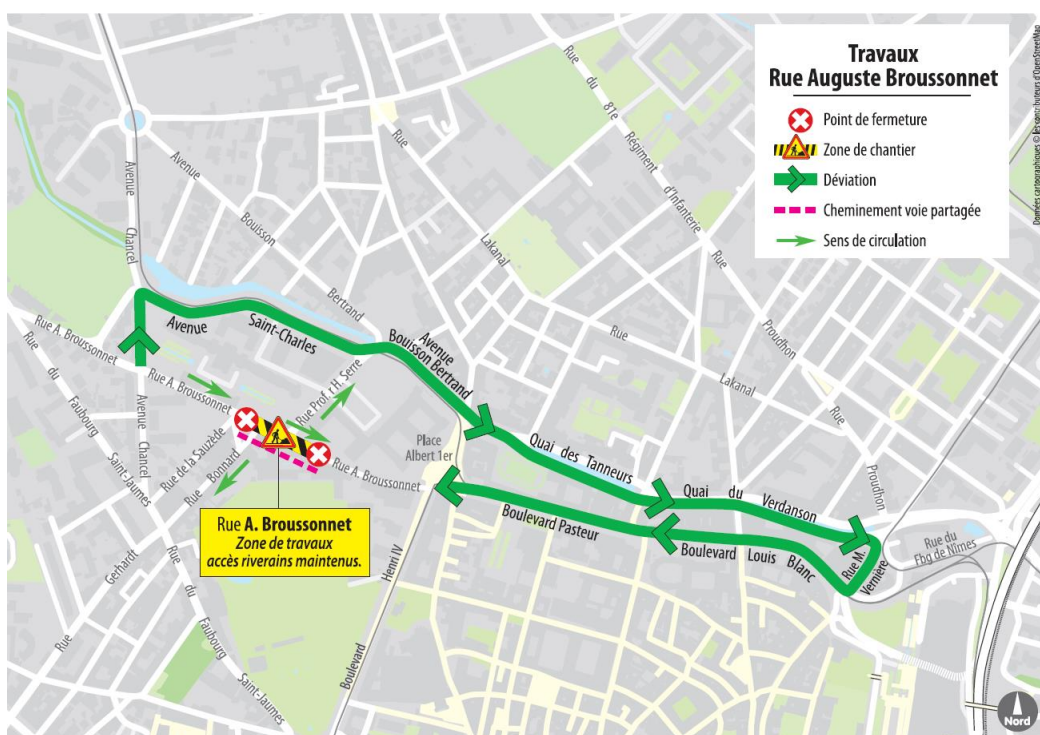 Travaux
Rue Auguste Broussonnet
Point de fermeture
Zone de chantier
Déviation
Cheminement voie partagée
Sens de circulation
Données cartographiques © les contributeurs d'OpenStreetMap
Rue du 81e Régiment d'Infanterie
Rue Lakanal
Avenue Bouisson Bertrand
Avenue Chancel
Rue Proudhon
Rue Lakanal
Avenue Saint-Charles
Avenue
Bouisson Bertrand
Rue A. Broussonnet
Rue A. Broussonnet
Rue du Faubourg Saint-Jaumes
Avenue Chancel
Rue Prof. r H. Serre
Rue de la Sauzède
Rue Bonnard
Rue A. Broussonnet
Place
Albert 1er
Quai des Tanneurs
Quai du Verdanson
Proudhon
Boulevard Pasteur
Boulevard Louis Blanc
Rue M.
Vernière
Rue du
Fbg de Nîmes
Rue A. Broussonnet
Zone de travaux
accès riverains maintenus.
Rue Gerhardt
Rue du Faubourg Saint-Jaumes
Boulevard Henri IV
Nord